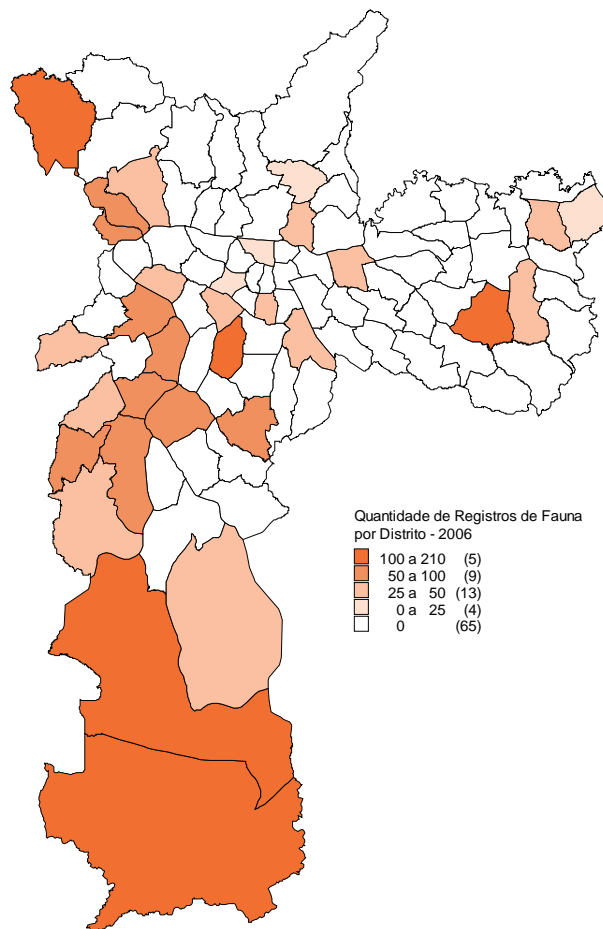 Quantidade de Registros de Fauna
por Distrito - 2006
100 a 210 (5)
50 a 100 (9)
25 a 50 (13)
0 a 25 (4)
0 (65)